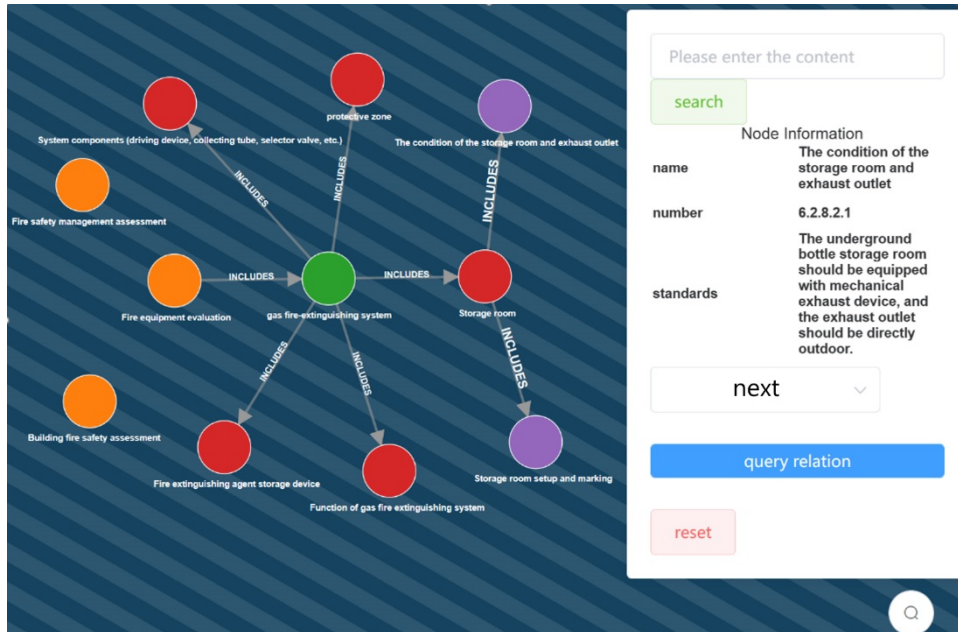 protective zone
System components (driving device, collecting tube, selector valve, etc.)
The condition of the storage room and exhaust outlet
INCLUDES
INCLUDES
INCLUDES
Fire safety management assessment
INCLUDES
INCLUDES
Fire equipment evaluation
gas fire-extinguishing system
Storage room
INCLUDES
INCLUDES
INCLUDES
Building fire safety assessment
Fire extinguishing agent storage device
Storage room setup and marking
Function of gas fire extinguishing system
Please enter the content
search
Node Information
name
The condition of the
storage room and
exhaust outlet
number
6.2.8.2.1
standards
The underground
bottle storage room
should be equipped
with mechanical
exhaust device, and
the exhaust outlet
should be directly
outdoor.
next
query relation
reset